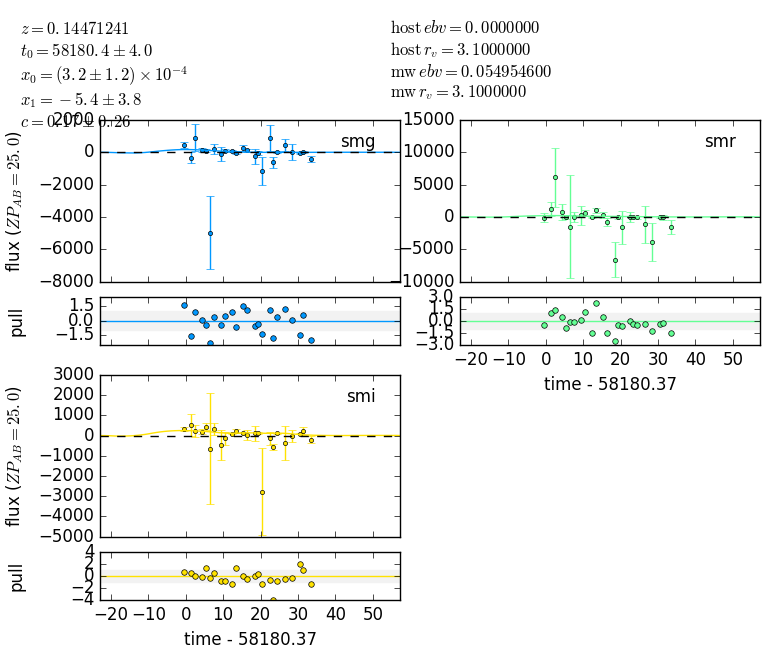 z = 0.14471241
t₀ = 58180.4 ± 4.0
x₀ = (3.2 ± 1.2) × 10⁻⁴
x₁ = −5.4 ± 3.8
c = 0.17 ± 0.26
host ebv = 0.0000000
host r_v = 3.1000000
mw ebv = 0.054954600
mw r_v = 3.1000000
smg
flux (ZP_AB = 25.0)
2000
0
−2000
−4000
−6000
−8000
smr
15000
10000
5000
0
−5000
−10000
pull
1.5
0.0
−1.5
3.0
1.5
0.0
−1.5
−3.0
−20 −10 0 10 20 30 40 50
time - 58180.37
smi
flux (ZP_AB = 25.0)
3000
2000
1000
0
−1000
−2000
−3000
−4000
−5000
pull
4
2
0
−2
−4
−20 −10 0 10 20 30 40 50
time - 58180.37